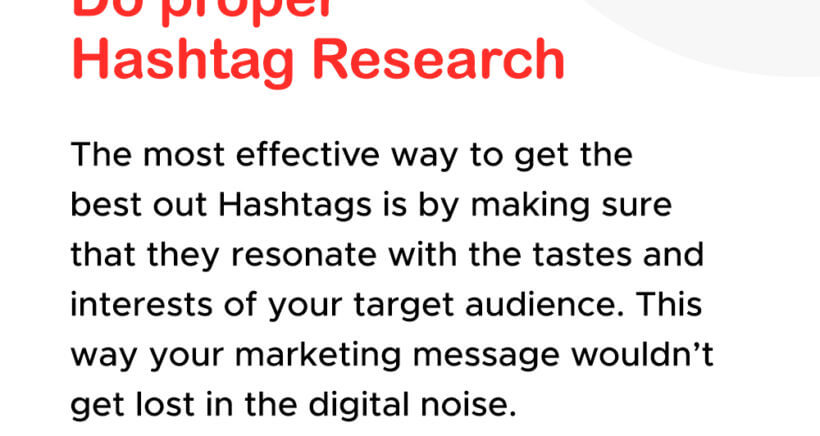 Do proper
Hashtag Research
The most effective way to get the
best out Hashtags is by making sure
that they resonate with the tastes and
interests of your target audience. This
way your marketing message wouldn’t
get lost in the digital noise.